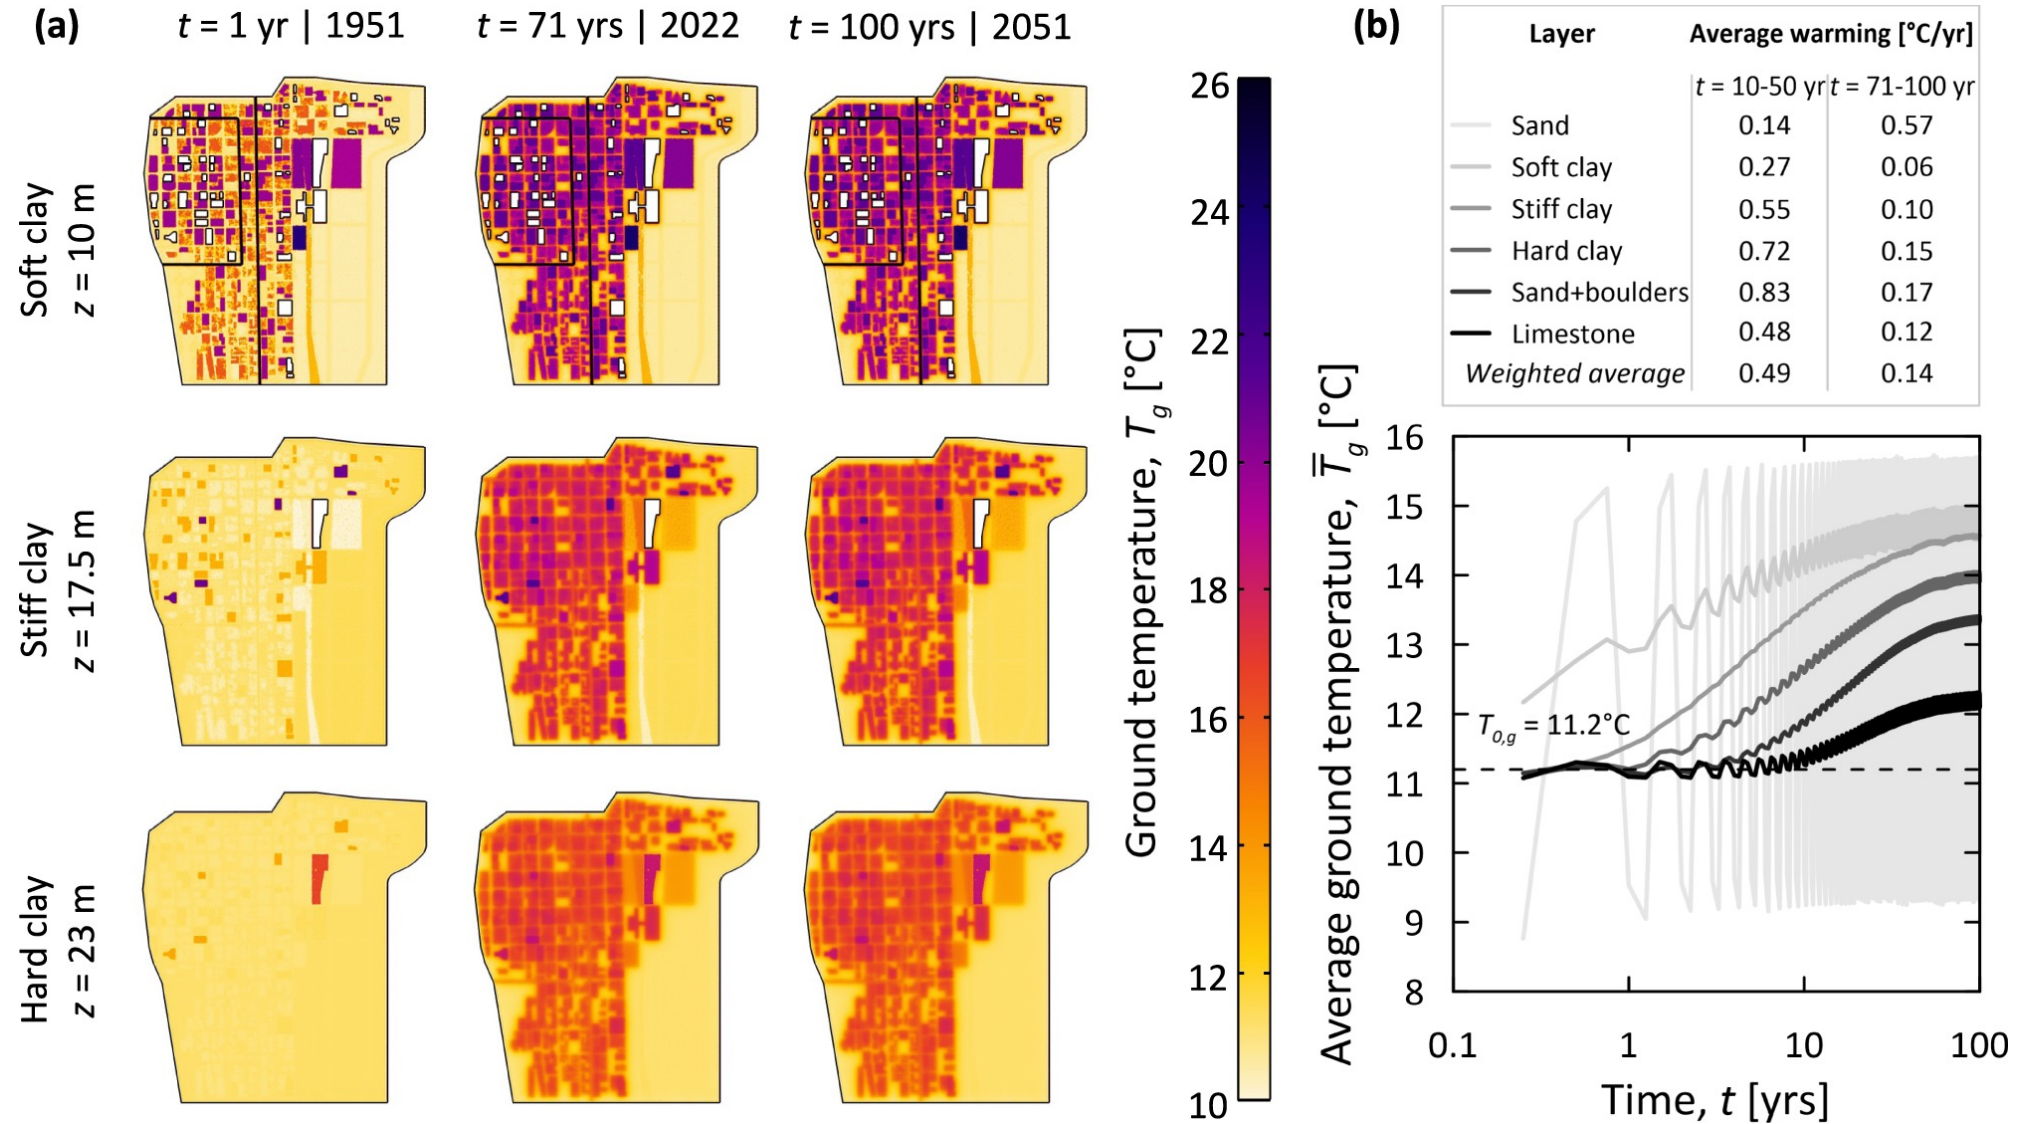 (a)
t = 1 yr | 1951
t = 71 yrs | 2022
t = 100 yrs | 2051
Soft clay
z = 10 m
Stiff clay
z = 17.5 m
Hard clay
z = 23 m
Ground temperature, Tg [°C]
26
24
22
20
18
16
14
12
10
(b)
Layer Average warming [°C/yr]
t = 10-50 yr t = 71-100 yr
Sand 0.14 0.57
Soft clay 0.27 0.06
Stiff clay 0.55 0.10
Hard clay 0.72 0.15
Sand+boulders 0.83 0.17
Limestone 0.48 0.12
Weighted average 0.49 0.14
Average ground temperature, T̿g [°C]
16
15
14
13
12
11
10
9
8
T0,g = 11.2°C
0.1 1 10 100
Time, t [yrs]